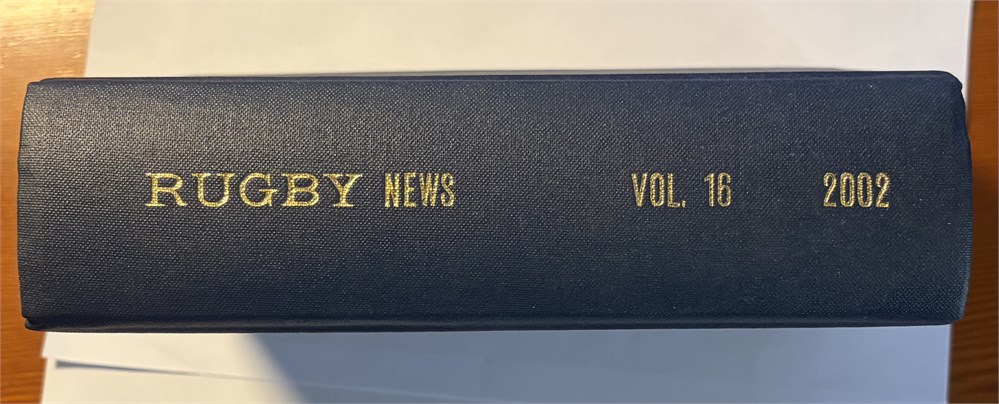 RUGBY NEWS VOL. 16 2002